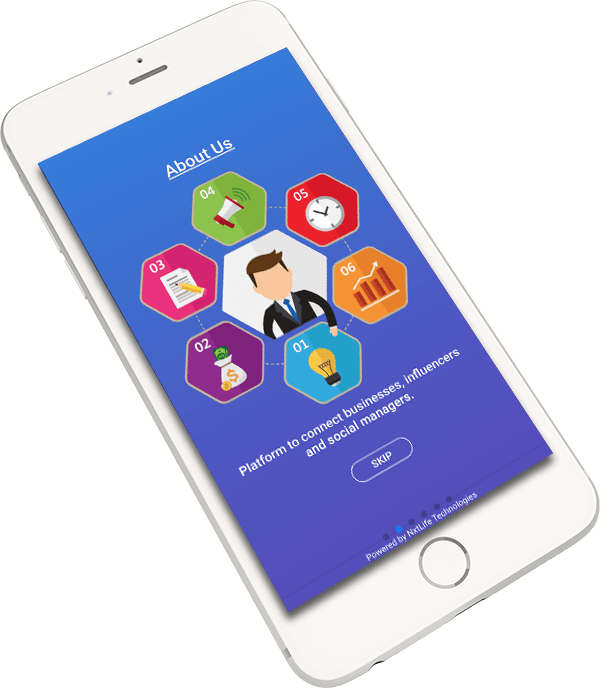 About Us
04
05
03
06
02
01
Platform to connect businesses, influencers
and social managers.
SKIP
Powered by NxtLife Technologies